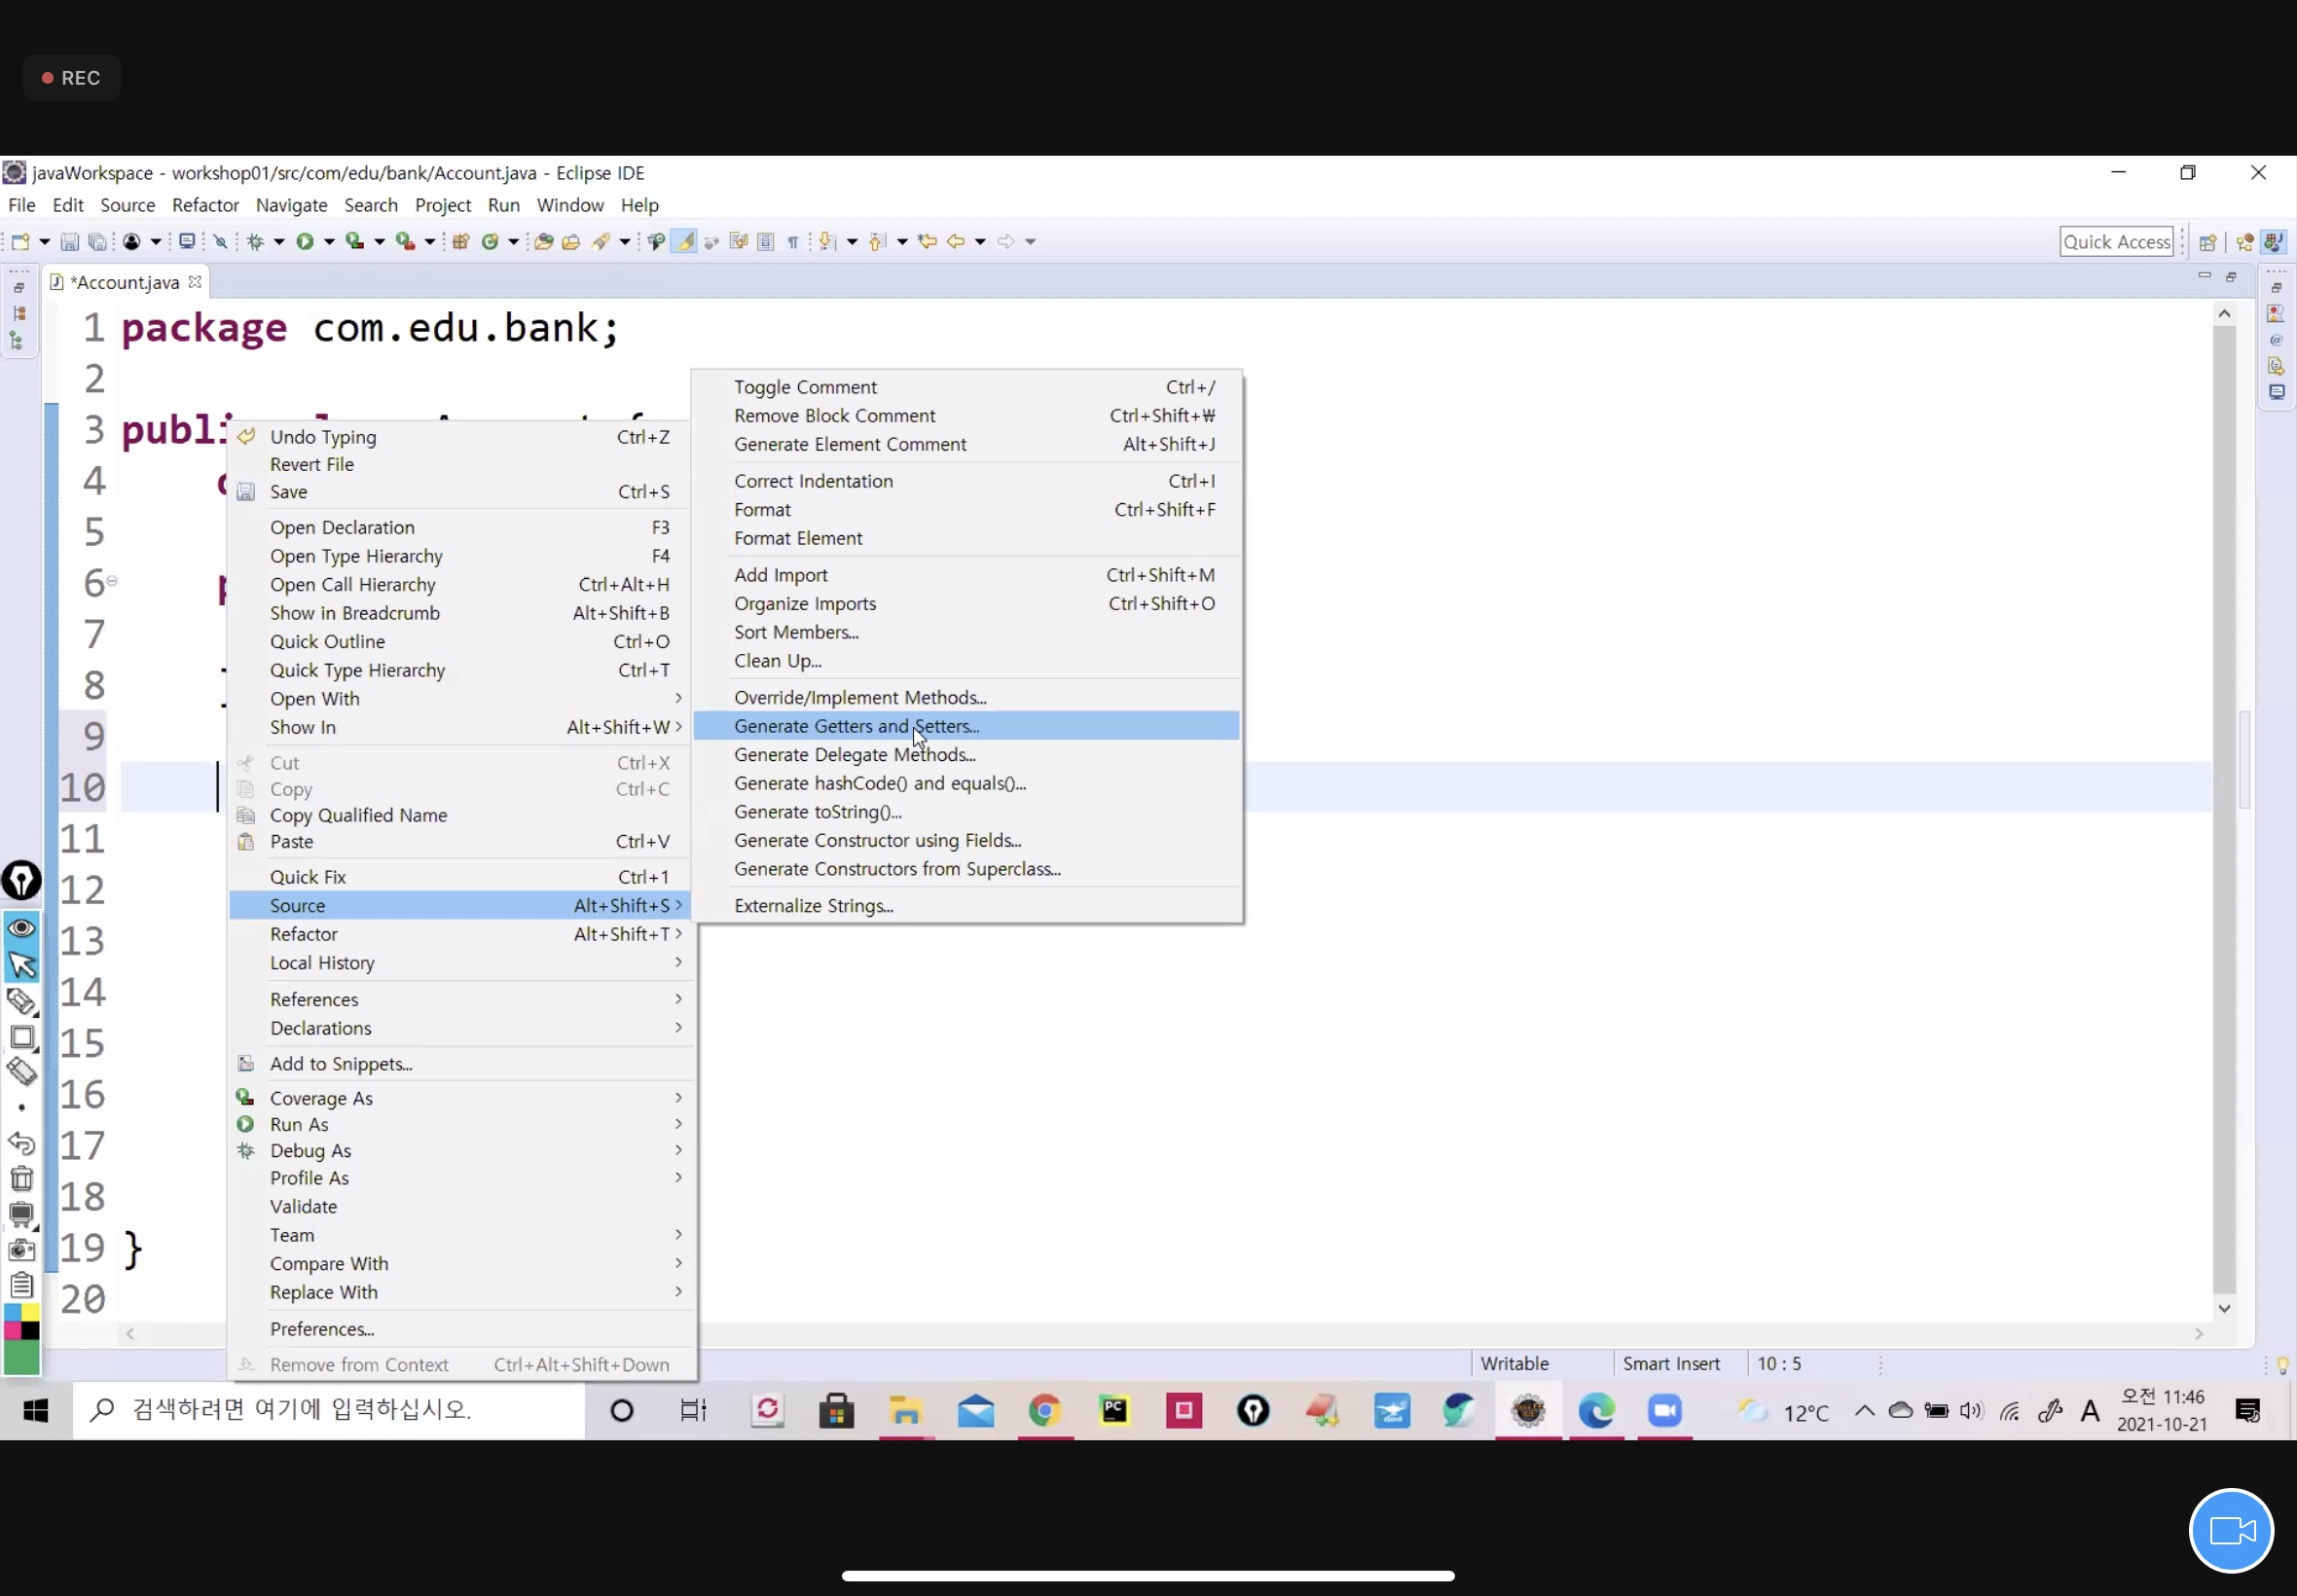 REC
javaWorkspace - workshop01/src/com/edu/bank/Account.java - Eclipse IDE
File Edit Source Refactor Navigate Search Project Run Window Help
Quick Access
*Account.java
1 package com.edu.bank;
2
3 publi
4
5
6
7
8
9
10
11
12
13
14
15
16
17
18
19 }
20
Undo Typing Ctrl+Z
Revert File
Save Ctrl+S
Open Declaration F3
Open Type Hierarchy F4
Open Call Hierarchy Ctrl+Alt+H
Show in Breadcrumb Alt+Shift+B
Quick Outline Ctrl+O
Quick Type Hierarchy Ctrl+T
Open With
Show In Alt+Shift+W
Cut Ctrl+X
Copy Ctrl+C
Copy Qualified Name
Paste Ctrl+V
Quick Fix Ctrl+1
Source Alt+Shift+S
Refactor Alt+Shift+T
Local History
References
Declarations
Add to Snippets...
Coverage As
Run As
Debug As
Profile As
Validate
Team
Compare With
Replace With
Preferences...
Remove from Context Ctrl+Alt+Shift+Down
Toggle Comment Ctrl+/
Remove Block Comment Ctrl+Shift+₩
Generate Element Comment Alt+Shift+J
Correct Indentation Ctrl+I
Format Ctrl+Shift+F
Format Element
Add Import Ctrl+Shift+M
Organize Imports Ctrl+Shift+O
Sort Members...
Clean Up...
Override/Implement Methods...
Generate Getters and Setters...
Generate Delegate Methods...
Generate hashCode() and equals()...
Generate toString()...
Generate Constructor using Fields...
Generate Constructors from Superclass...
Externalize Strings...
Writable Smart Insert 10 : 5
검색하려면 여기에 입력하십시오.
PC
12°C
A
오전 11:46
2021-10-21